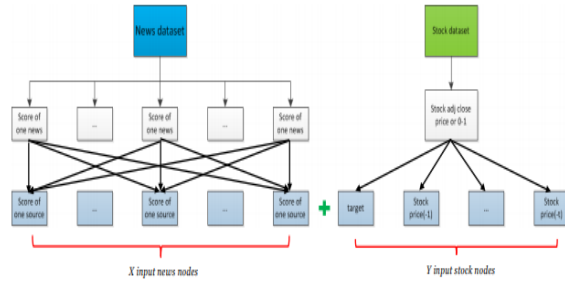 News dataset
Stock dataset
Score of
one news
...
Score of
one news
...
Score of
one news
Stock adj close
price or 0-1
Score of
one source
...
Score of
one source
...
Score of
one source
+
target
Stock
price(-1)
...
Stock
price(-t)
X input news nodes
Y input stock nodes